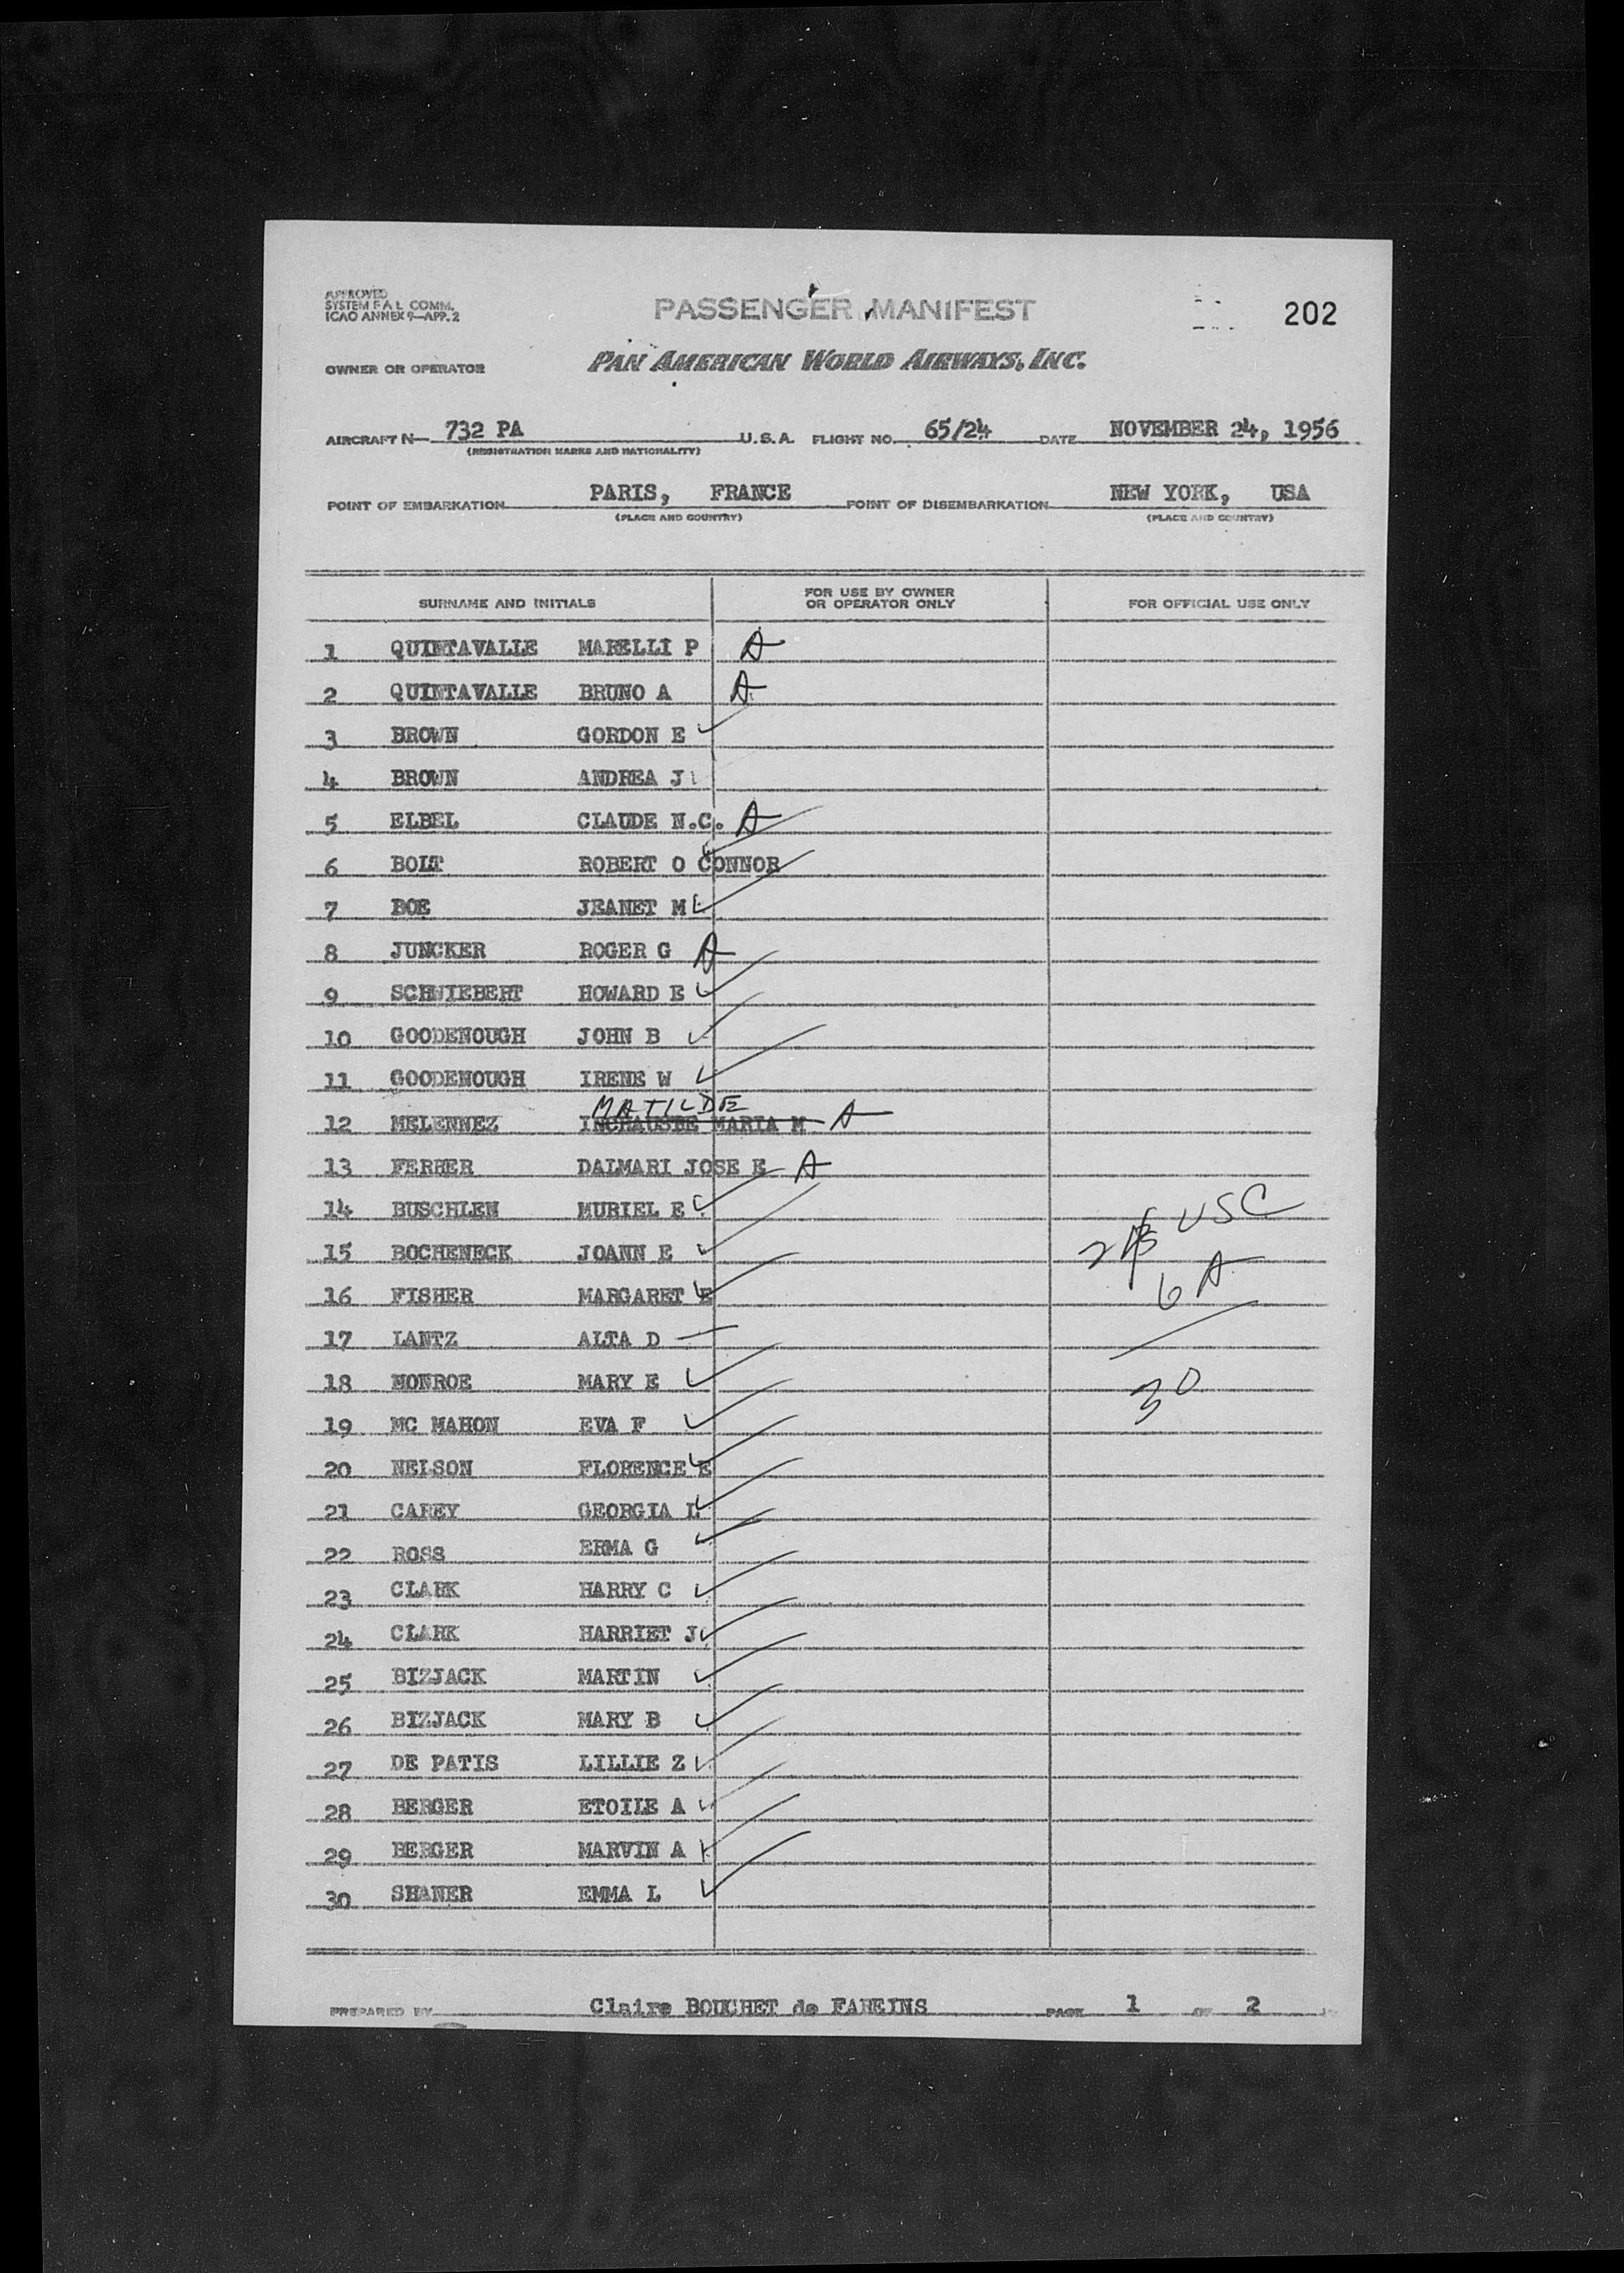 APPROVED
SYSTEM F A L COMM.
ICAO ANNEX 9—APP. 2
PASSENGER MANIFEST
202
OWNER OR OPERATOR
PAN AMERICAN WORLD AIRWAYS, INC.
AIRCRAFT N— 732 PA U.S.A. FLIGHT NO. 65/24 DATE NOVEMBER 24, 1956
(REGISTRATION MARKS AND NATIONALITY)
POINT OF EMBARKATION PARIS, FRANCE POINT OF DISEMBARKATION NEW YORK, USA
(PLACE AND COUNTRY) (PLACE AND COUNTRY)
SURNAME AND INITIALS FOR USE BY OWNER OR OPERATOR ONLY FOR OFFICIAL USE ONLY
1 QUINTAVALLE MARELLI P A
2 QUINTAVALLE BRUNO A A
3 BROWN GORDON E
4 BROWN ANDREA J
5 ELBEL CLAUDE N.C. A
6 BOLT ROBERT O CONNOR
7 BOE JEANET M
8 JUNCKER ROGER G A
9 SCHWIEBERT HOWARD E
10 GOODENOUGH JOHN B
11 GOODENOUGH IRENE W
MATILDE
12 MELENNEZ INCHAUSBE MARIA M A
13 FERRER DALMARI JOSE E A
14 BUSCHLEN MURIEL E USC
15 BOCHENECK JOANN E
16 FISHER MARGARET E 6 A
17 LANTZ ALTA D
18 MONROE MARY E 30
19 MC MAHON EVA F
20 NELSON FLORENCE E
21 CAREY GEORGIA L
22 ROSS ERMA G
23 CLARK HARRY C
24 CLARK HARRIET J
25 BIZJACK MARTIN
26 BIZJACK MARY B
27 DE PATIS LILLIE Z
28 BERGER ETOILE A
29 BERGER MARVIN A
30 SHANER EMMA L
PREPARED BY Claire BOUCHET de FAREINS PAGE 1 OF 2